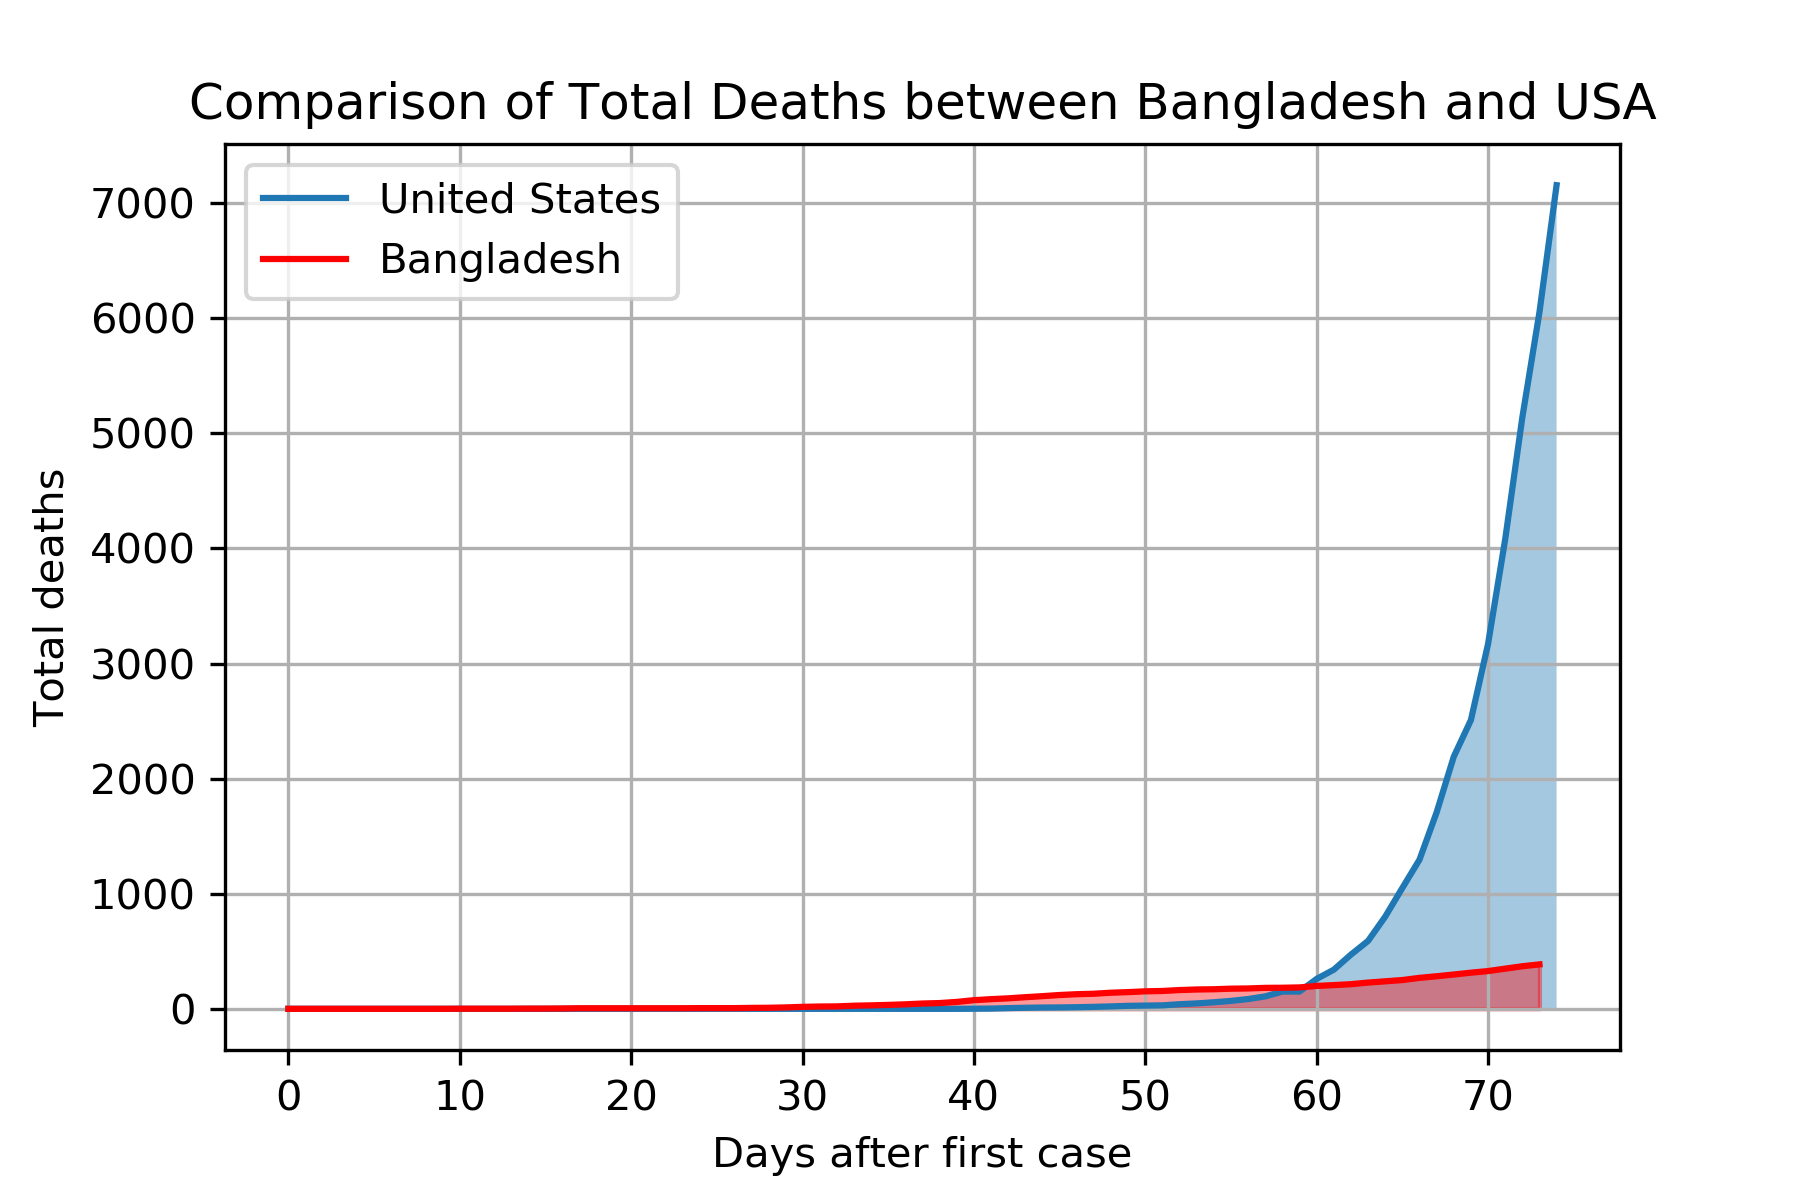 Comparison of Total Deaths between Bangladesh and USA
United States
Bangladesh
7000
6000
5000
4000
3000
2000
1000
0
Total deaths
0 10 20 30 40 50 60 70
Days after first case